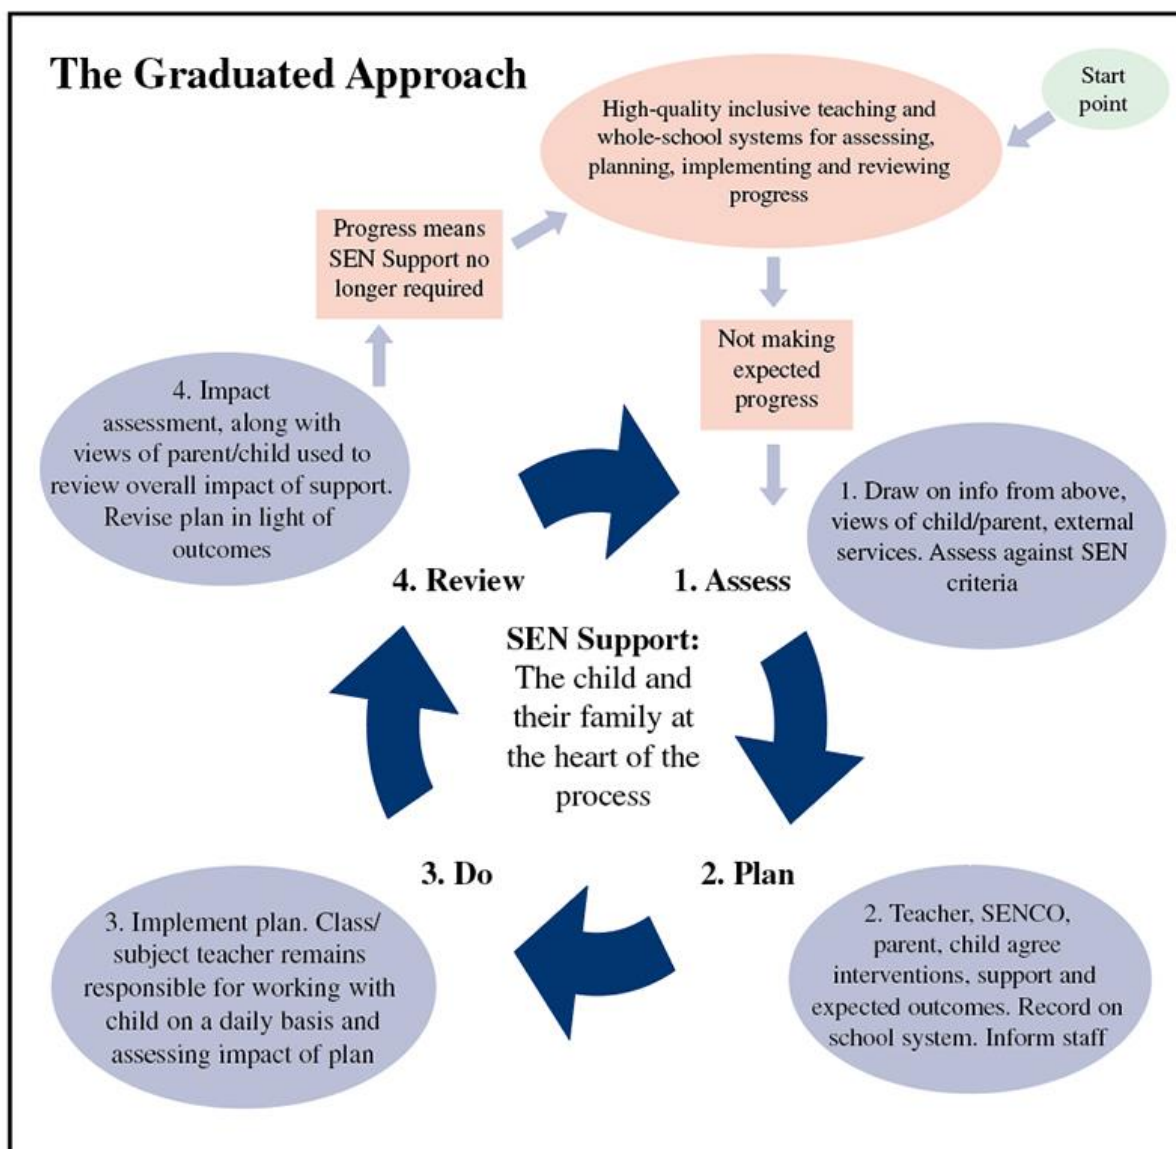 The Graduated Approach
Start
point
High-quality inclusive teaching and
whole-school systems for assessing,
planning, implementing and reviewing
progress
Progress means
SEN Support no
longer required
Not making
expected
progress
4. Impact
assessment, along with
views of parent/child used to
review overall impact of support.
Revise plan in light of
outcomes
1. Draw on info from above,
views of child/parent, external
services. Assess against SEN
criteria
4. Review
1. Assess
SEN Support:
The child and
their family at
the heart of the
process
3. Do
2. Plan
3. Implement plan. Class/
subject teacher remains
responsible for working with
child on a daily basis and
assessing impact of plan
2. Teacher, SENCO,
parent, child agree
interventions, support and
expected outcomes. Record on
school system. Inform staff